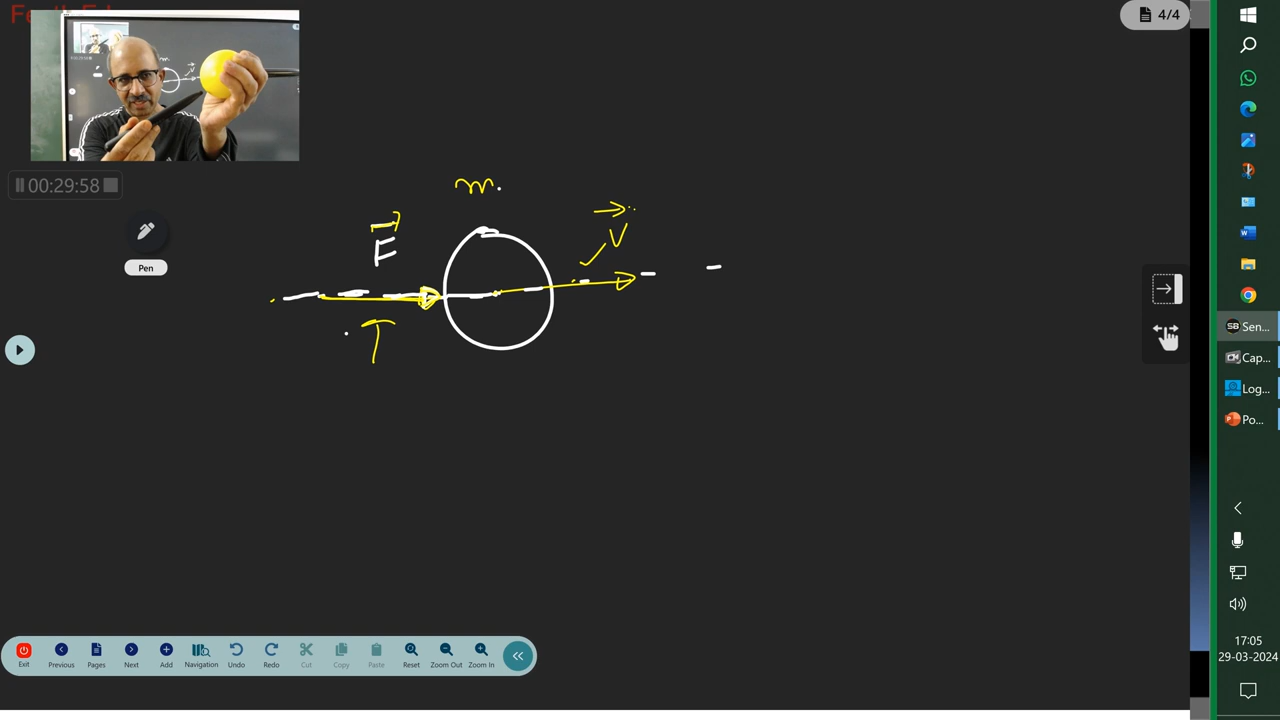 4/4
00:29:58
Pen
m.
F
V
T
Exit
Previous
Pages
Next
Add
Navigation
Undo
Redo
Cut
Copy
Paste
Reset
Zoom Out
Zoom In
SB Sen...
Cap...
Log...
Po...
17:05
29-03-2024